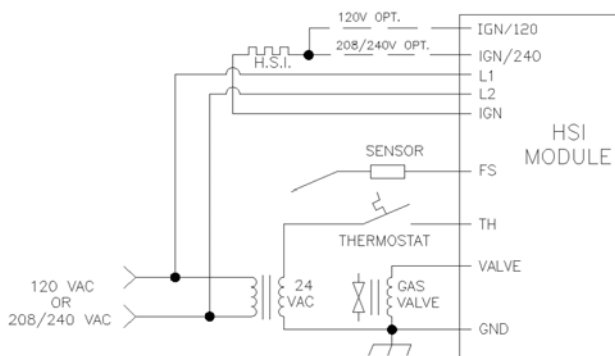 120V OPT.
IGN/120
208/240V OPT.
IGN/240
H.S.I.
L1
L2
IGN
HSI
MODULE
SENSOR
FS
TH
THERMOSTAT
VALVE
120 VAC
OR
208/240 VAC
24
VAC
GAS
VALVE
GND